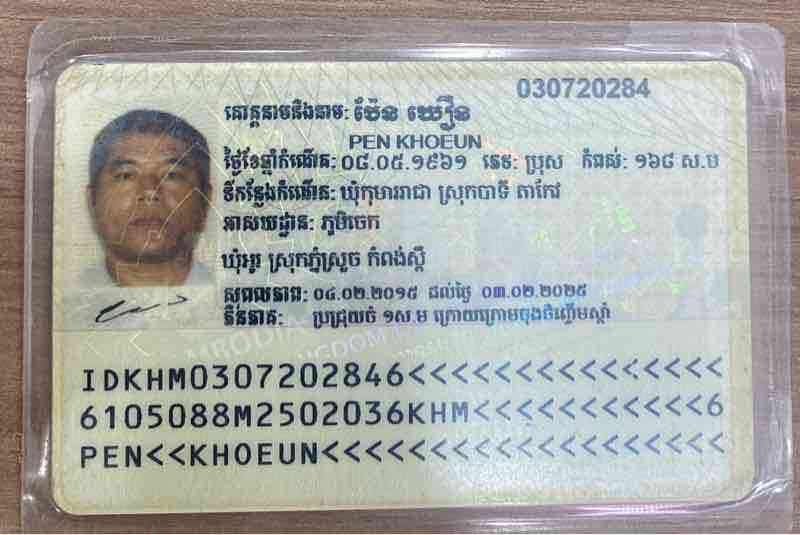 030720284
គោត្តនាមនិងនាម: ប៉ែន ឃឿន
PEN KHOEUN
ថ្ងៃខែឆ្នាំកំណើត: ០៨.០៥.១៩៦១ ភេទ: ប្រុស កំពស់: ១៦៨ ស.ម
ទីកន្លែងកំណើត: ឃុំកុមាររាជា ស្រុកបាទី តាកែវ
អាសយដ្ឋាន: ភូមិចេក
ឃុំអូរ ស្រុកភ្នំស្រួច កំពង់ស្ពឺ
សុពលភាព: ០៤.០២.២០១៥ ដល់ថ្ងៃ ០៣.០២.២០២៥
ភិនភាគ: ប្រជ្រុយចំ ១ស.ម ក្រោយក្រោមចុងចិញ្ចើមស្តាំ
IDKHM0307202846<<<<<<<<<<<<<<<
6105088M2502036KHM<<<<<<<<<<<6
PEN<<KHOEUN<<<<<<<<<<<<<<<<<<<